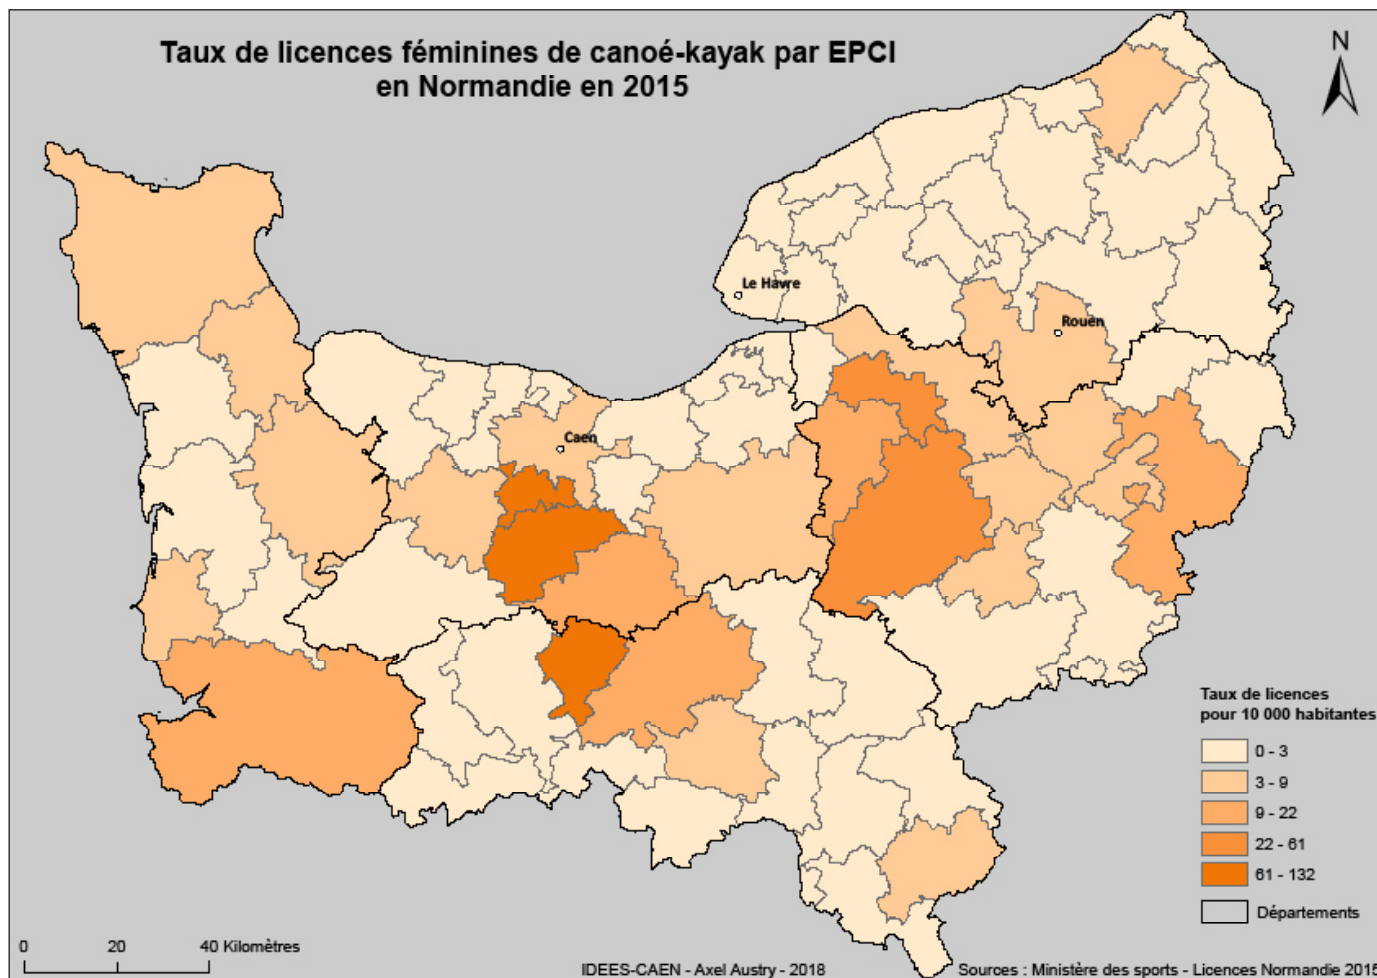 Taux de licences féminines de canoé-kayak par EPCI
en Normandie en 2015
N
Le Havre
Rouen
Caen
Taux de licences
pour 10 000 habitantes
0 - 3
3 - 9
9 - 22
22 - 61
61 - 132
Départements
0 20 40 Kilomètres
IDEES-CAEN - Axel Austry - 2018
Sources : Ministère des sports - Licences Normandie 2015